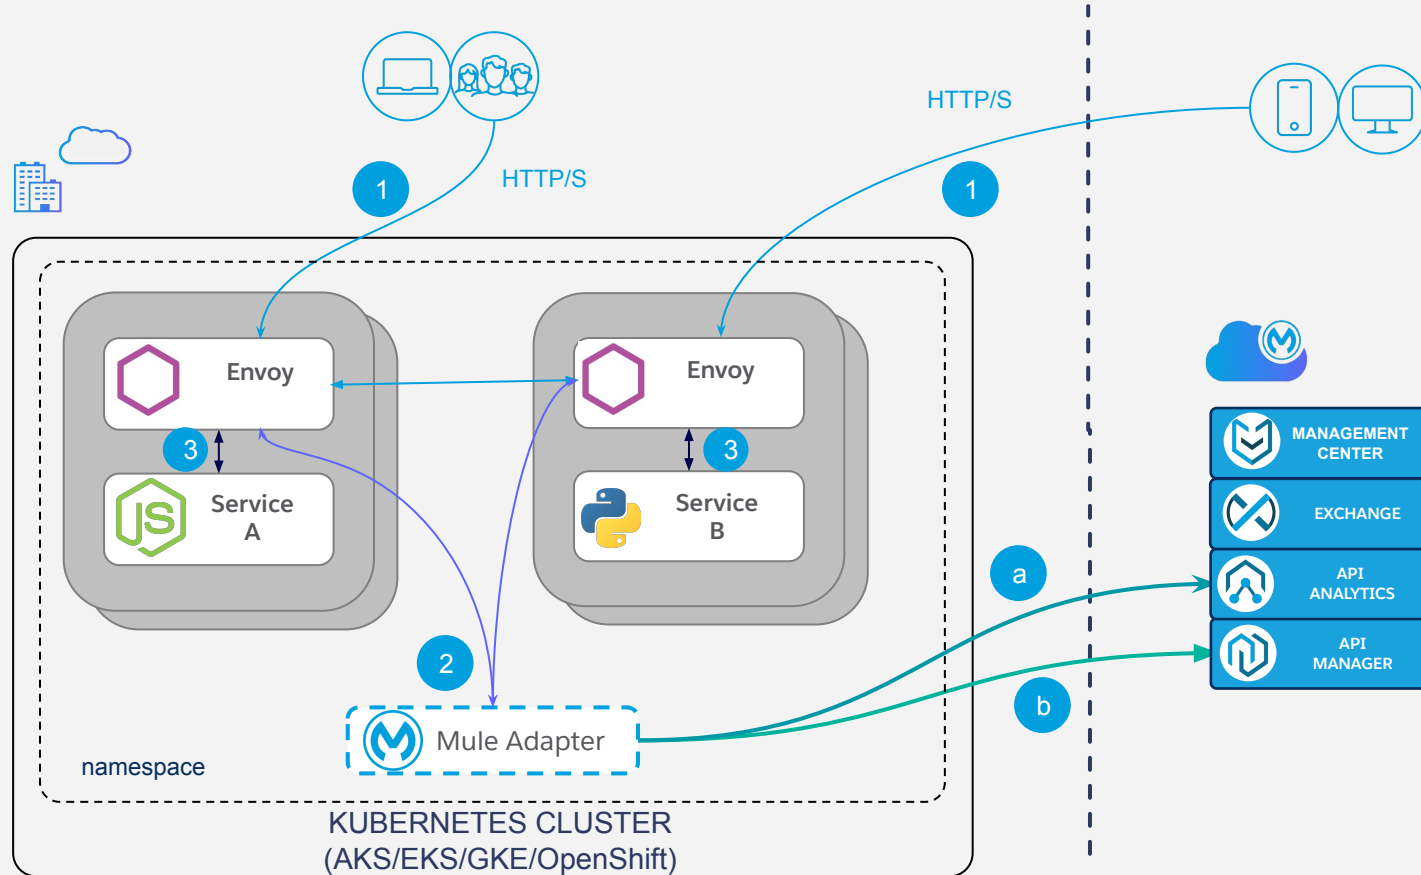 HTTP/S
1
HTTP/S
1
Envoy
Envoy
3
3
JS
Service
A
Service
B
2
Mule Adapter
namespace
KUBERNETES CLUSTER
(AKS/EKS/GKE/OpenShift)
a
b
MANAGEMENT
CENTER
EXCHANGE
API
ANALYTICS
API
MANAGER